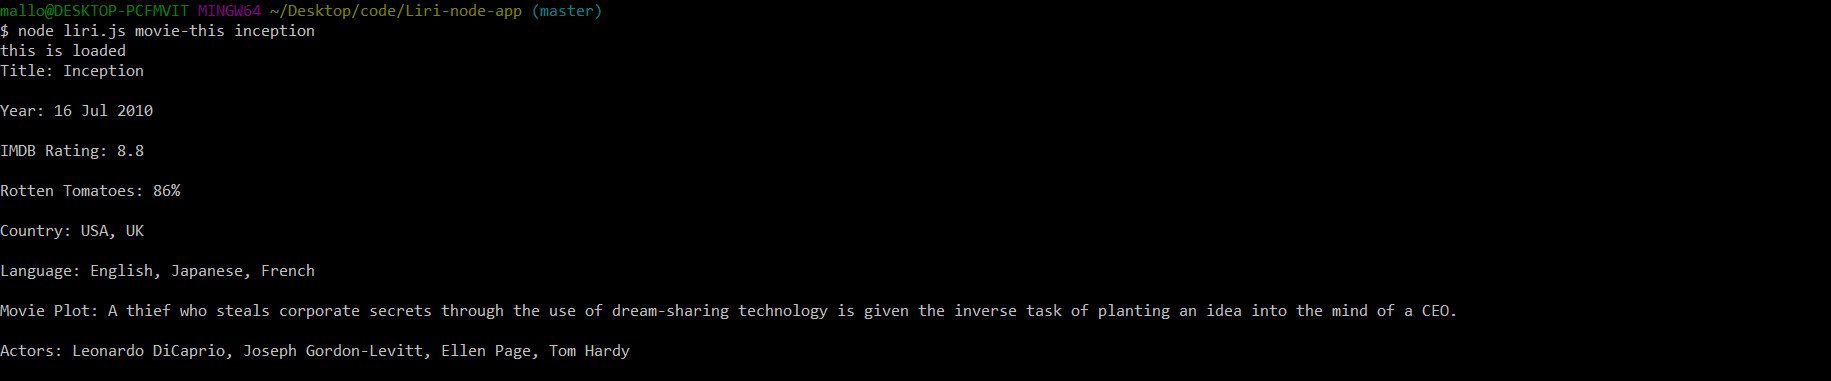 mallo@DESKTOP-PCFMVIT MINGW64 ~/Desktop/code/Liri-node-app (master)
$ node liri.js movie-this inception
this is loaded
Title: Inception
Year: 16 Jul 2010
IMDB Rating: 8.8
Rotten Tomatoes: 86%
Country: USA, UK
Language: English, Japanese, French
Movie Plot: A thief who steals corporate secrets through the use of dream-sharing technology is given the inverse task of planting an idea into the mind of a CEO.
Actors: Leonardo DiCaprio, Joseph Gordon-Levitt, Ellen Page, Tom Hardy